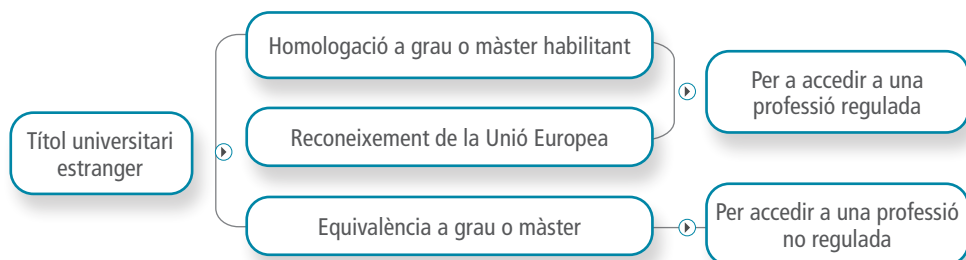 Títol universitari
estranger
Homologació a grau o màster habilitant
Reconeixement de la Unió Europea
Equivalència a grau o màster
Per a accedir a una
professió regulada
Per accedir a una professió
no regulada